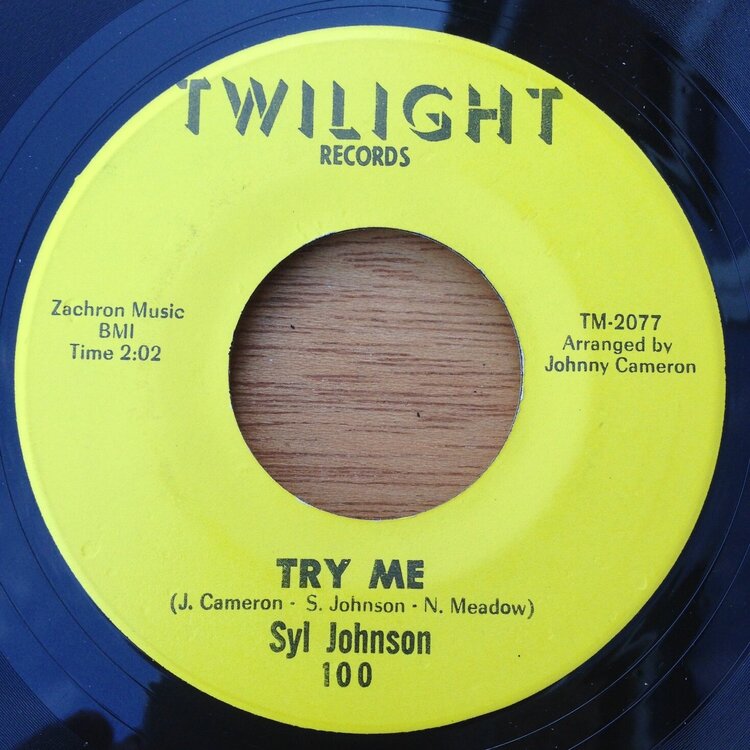 TWILIGHT
RECORDS
Zachron Music
BMI
Time 2:02
TM-2077
Arranged by
Johnny Cameron
TRY ME
(J. Cameron - S. Johnson - N. Meadow)
Syl Johnson
100